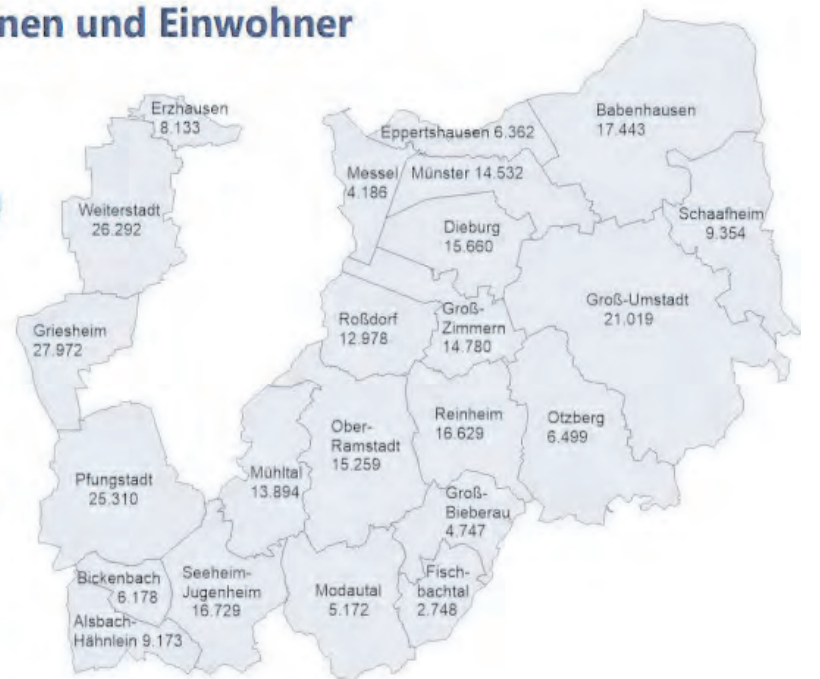 nen und Einwohner
Erzhausen
8.133
Eppertshausen 6.362
Babenhausen
17.443
Messel
4.186
Münster 14.532
Weiterstadt
26.292
Dieburg
15.660
Schaafheim
9.354
Griesheim
27.972
Roßdorf
12.978
Groß-
Zimmern
14.780
Groß-Umstadt
21.019
Ober-
Ramstadt
15.259
Reinheim
16.629
Otzberg
6.499
Pfungstadt
25.310
Mühltal
13.894
Groß-
Bieberau
4.747
Bickenbach
6.178
Seeheim-
Jugenheim
16.729
Modautal
5.172
Fisch-
bachtal
2.748
Alsbach-
Hähnlein 9.173